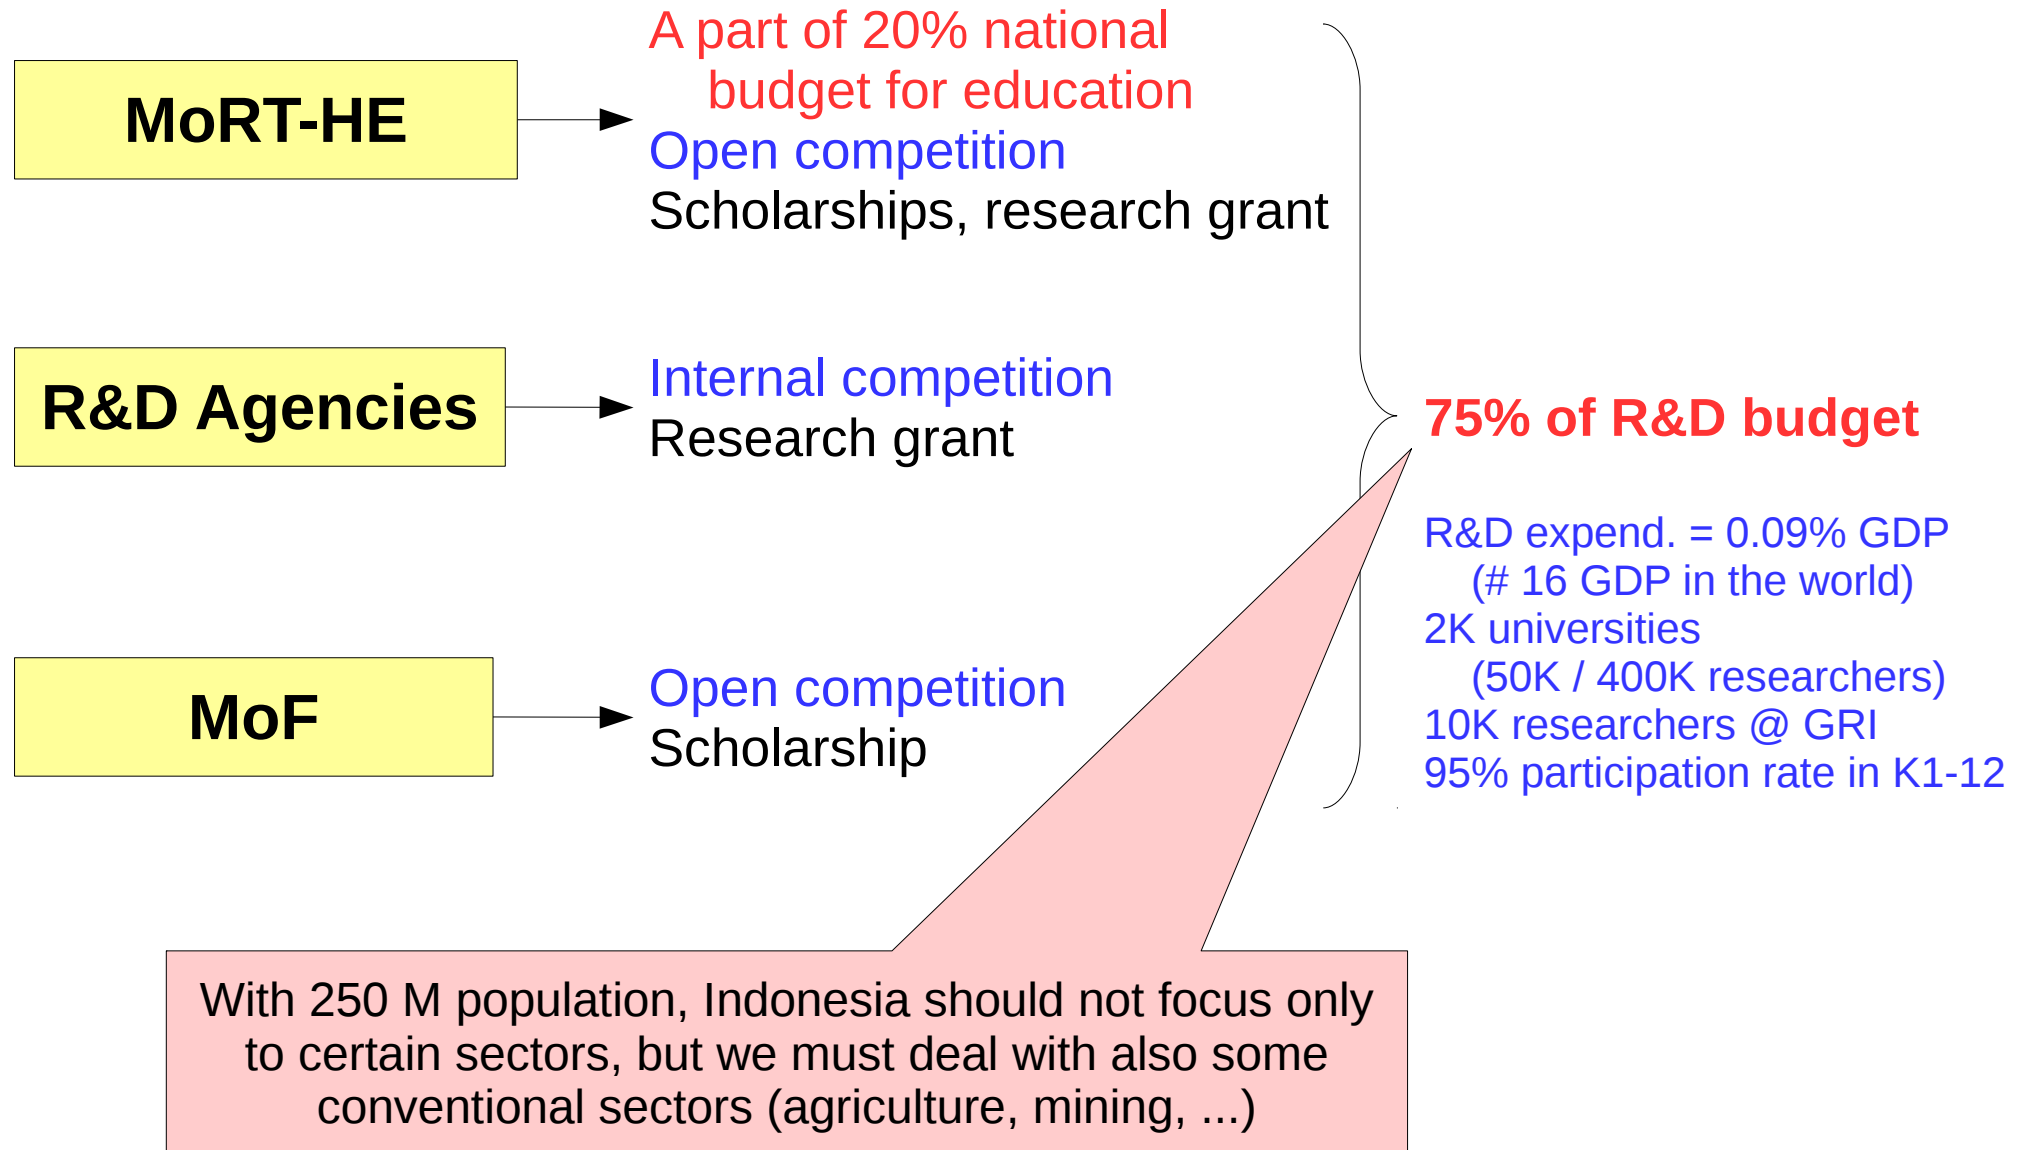 MoRT-HE
A part of 20% national
budget for education
Open competition
Scholarships, research grant
R&D Agencies
Internal competition
Research grant
MoF
Open competition
Scholarship
75% of R&D budget
R&D expend. = 0.09% GDP
(# 16 GDP in the world)
2K universities
(50K / 400K researchers)
10K researchers @ GRI
95% participation rate in K1-12
With 250 M population, Indonesia should not focus only
to certain sectors, but we must deal with also some
conventional sectors (agriculture, mining, ...)